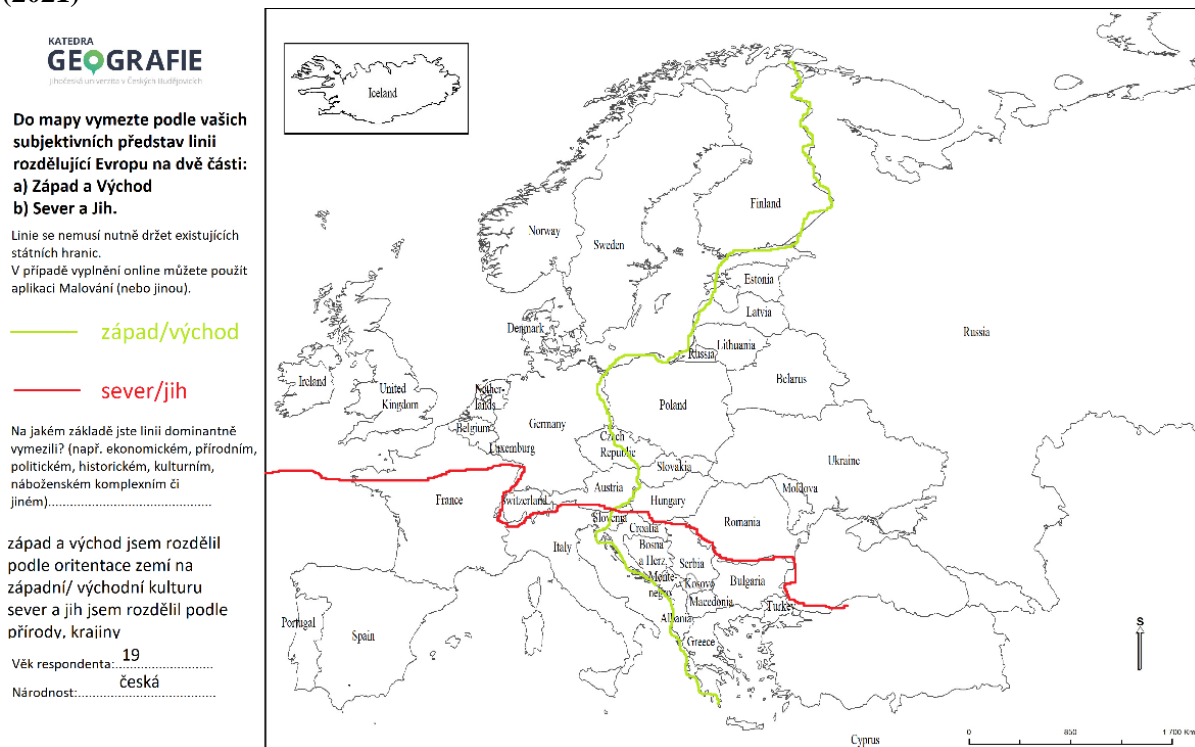 (2021)
KATEDRA
GEOGRAFIE
Jihočeská univerzita v Českých Budějovicích
Do mapy vymezte podle vašich
subjektivních představ linii
rozdělující Evropu na dvě části:
a) Západ a Východ
b) Sever a Jih.
Linie se nemusí nutně držet existujících
státních hranic.
V případě vyplnění online můžete použít
aplikaci Malování (nebo jinou).
západ/východ
sever/jih
Na jakém základě jste linii dominantně
vymezili? (např. ekonomickém, přírodním,
politickém, historickém, kulturním,
náboženském komplexním či
jiném)........................................
západ a východ jsem rozdělil
podle oritentace zemí na
západní/ východní kulturu
sever a jih jsem rozdělil podle
přírody, krajiny
Věk respondenta: 19
Národnost: česká
Iceland
Norway
Sweden
Finland
Estonia
Latvia
Lithuania
Russia
Russia
Denmark
Ireland
United
Kingdom
Nether-
lands
Belgium
Luxemburg
Germany
Poland
Belarus
Czech
Republic
Slovakia
Ukraine
Moldova
France
Switzerland
Austria
Hungary
Romania
Slovenia
Croatia
Italy
Bosna
a Herz.
Serbia
Monte-
negro
Kosovo
Bulgaria
Macedonia
Albania
Turkey
Greece
Portugal
Spain
Cyprus
S
0 850 1 700 Km